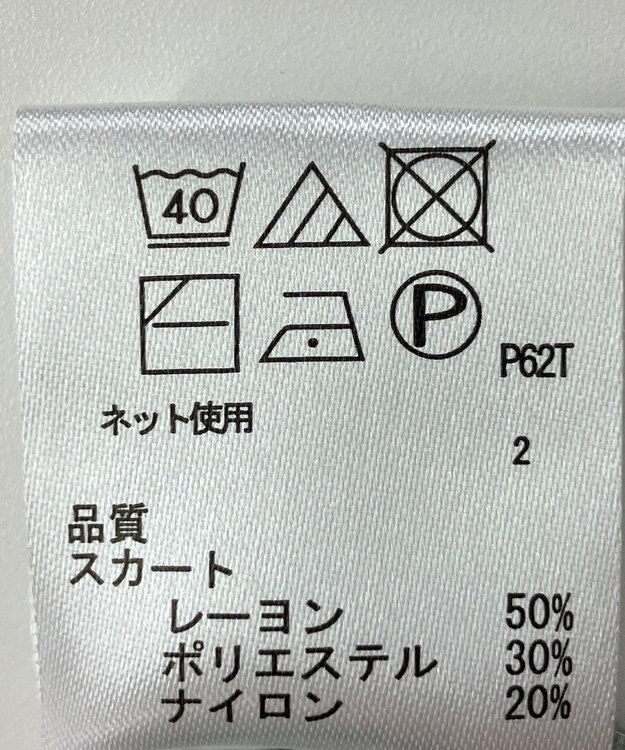 40
P
P62T
ネット使用
2
品質
スカート
レーヨン 50%
ポリエステル 30%
ナイロン 20%